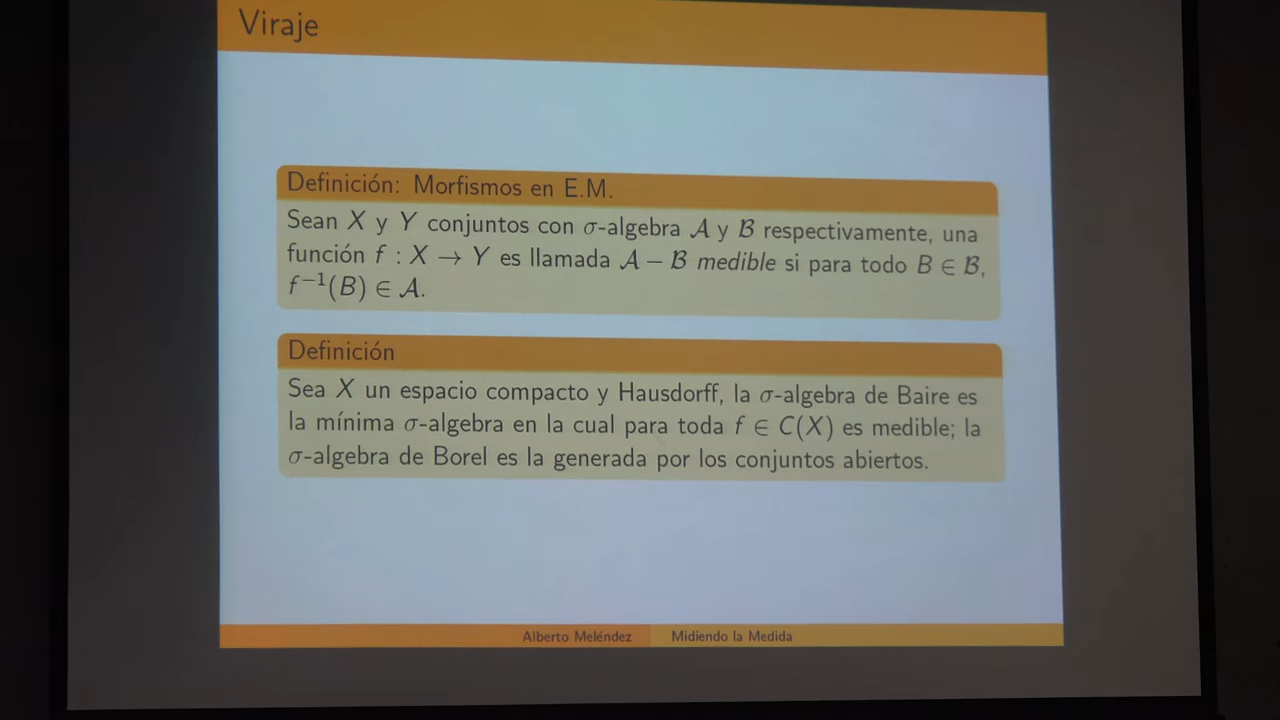 Viraje
Definición: Morfismos en E.M.
Sean X y Y conjuntos con σ-algebra 𝒜 y ℬ respectivamente, una
función f : X → Y es llamada 𝒜 − ℬ medible si para todo B ∈ ℬ,
f⁻¹(B) ∈ 𝒜.
Definición
Sea X un espacio compacto y Hausdorff, la σ-algebra de Baire es
la mínima σ-algebra en la cual para toda f ∈ C(X) es medible; la
σ-algebra de Borel es la generada por los conjuntos abiertos.
Alberto Meléndez Midiendo la Medida